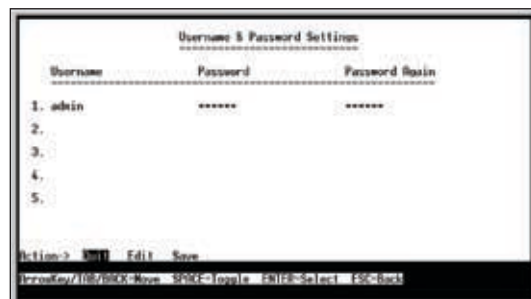 Username & Password Settings
Username Password Password Again
1. admin ****** ******
2.
3.
4.
5.
Action-> Quit Edit Save
ArrowKey/TAB/BACK-Move SPACE-Toggle ENTER-Select ESC-Back